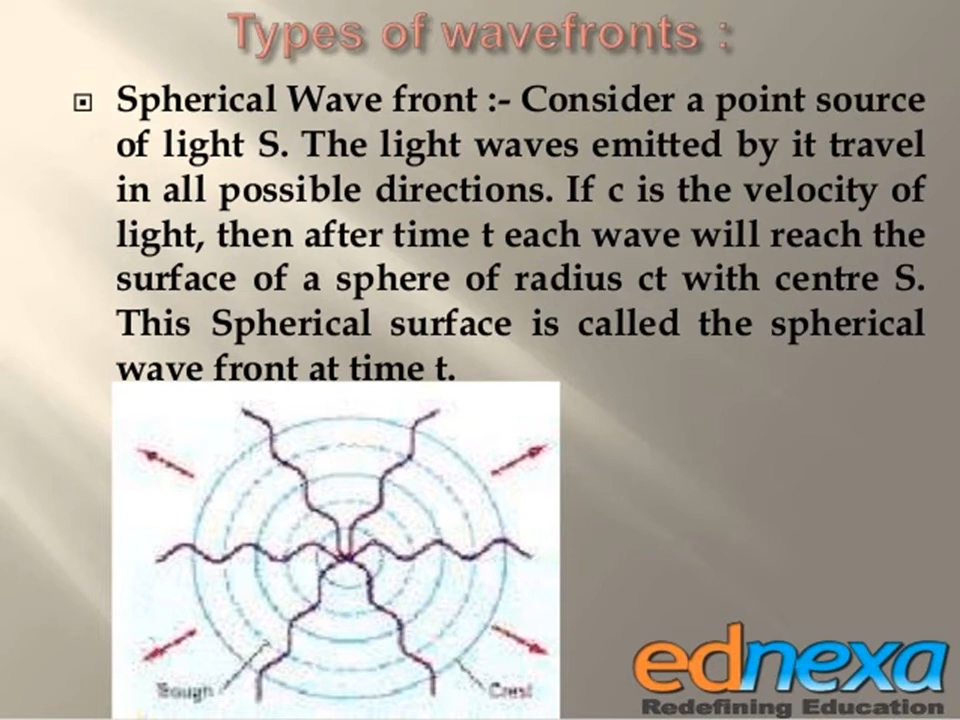 Types of wavefronts :
Spherical Wave front :- Consider a point source
of light S. The light waves emitted by it travel
in all possible directions. If c is the velocity of
light, then after time t each wave will reach the
surface of a sphere of radius ct with centre S.
This Spherical surface is called the spherical
wave front at time t.
Trough
Crest
ednexa
Redefining Education